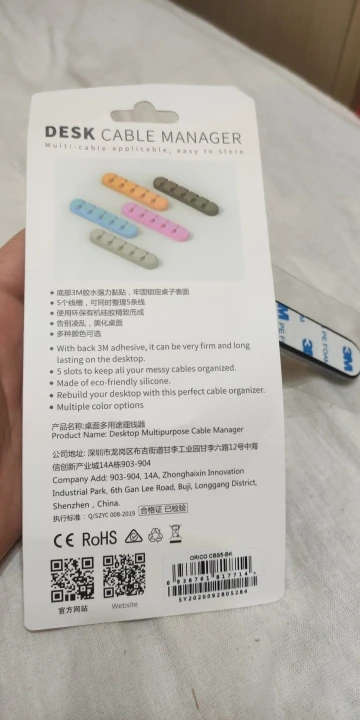 DESK CABLE MANAGER
Multi-cable applicable, easy to store
• 底部3M胶水强力黏贴，牢固锁定桌子表面
• 5个线槽，可同时整理5条线
• 使用环保有机硅胶精致而成
• 告别凌乱，美化桌面
• 多种颜色可选
• With back 3M adhesive, it can be very firm and long
lasting on the desktop.
• 5 slots to keep all your messy cables organized.
• Made of eco-friendly silicone.
• Rebuild your desktop with this perfect cable organizer.
• Multiple color options
产品名称:桌面多用途理线器
Product Name: Desktop Multipurpose Cable Manager
公司地址: 深圳市龙岗区布吉街道甘李工业园甘李六路12号中海
信创新产业城14A栋903-904
Company Add: 903-904, 14A, Zhonghaixin Innovation
Industrial Park, 6th Gan Lee Road, Buji, Longgang District,
Shenzhen , China.
执行标准 : Q/SZYC 008-2019 合格证 已检验
CE RoHS
官方网站
Website
ORICO CBS5-BK
6 936761 817714
SY2020092805284
3M
PE FOAM
3M